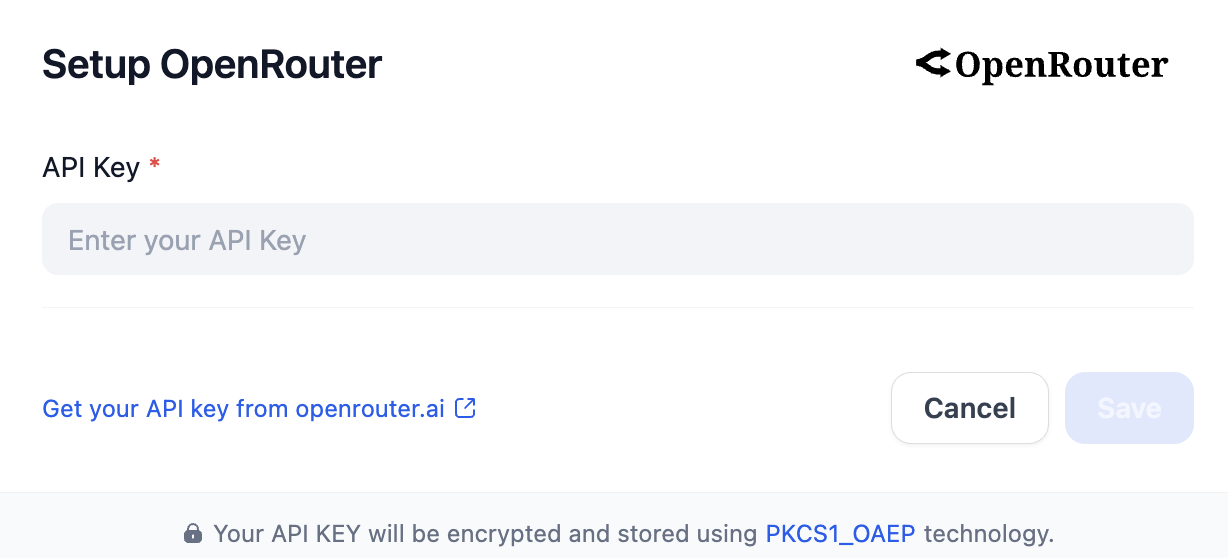 Setup OpenRouter
OpenRouter
API Key *
Enter your API Key
Get your API key from openrouter.ai
Cancel
Save
Your API KEY will be encrypted and stored using PKCS1_OAEP technology.